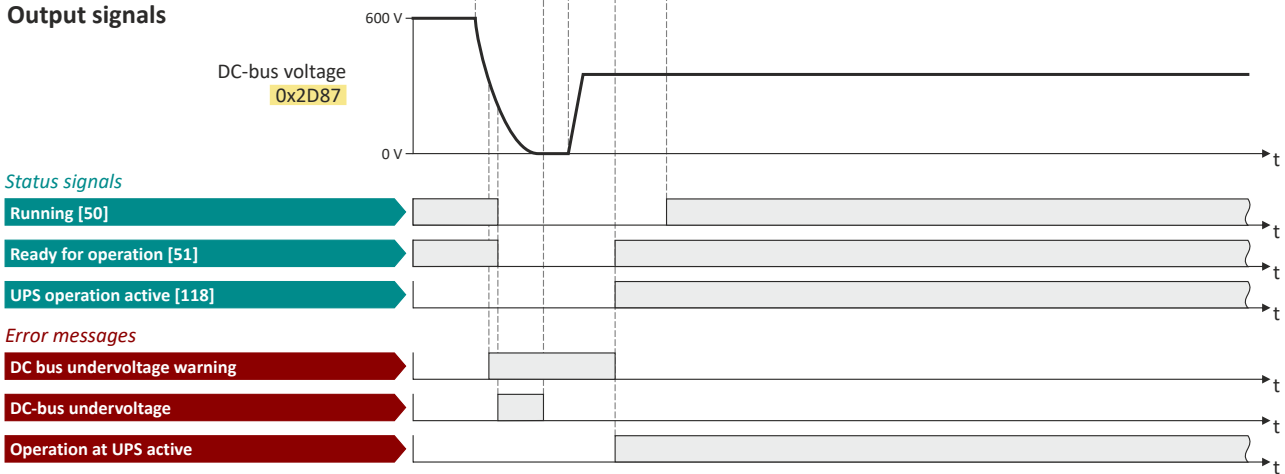 Output signals
600 V
DC-bus voltage
0x2D87
0 V
t
Status signals
Running [50]
t
Ready for operation [51]
t
UPS operation active [118]
t
Error messages
DC bus undervoltage warning
t
DC-bus undervoltage
t
Operation at UPS active
t